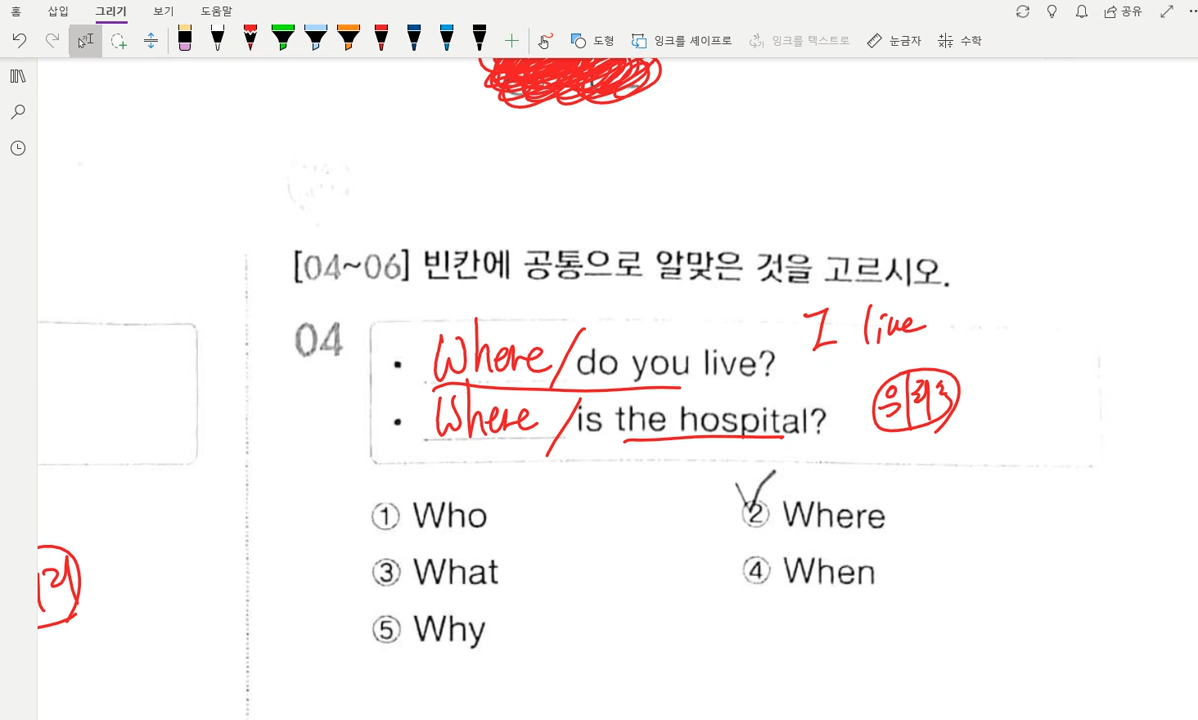 홈 삽입 그리기 보기 도움말 공유
도형 잉크를 셰이프로 잉크를 텍스트로 눈금자 수학
[04~06] 빈칸에 공통으로 알맞은 것을 고르시오.
04
I live
• Where / do you live?
• Where / is the hospital?
① Who ② Where
③ What ④ When
⑤ Why